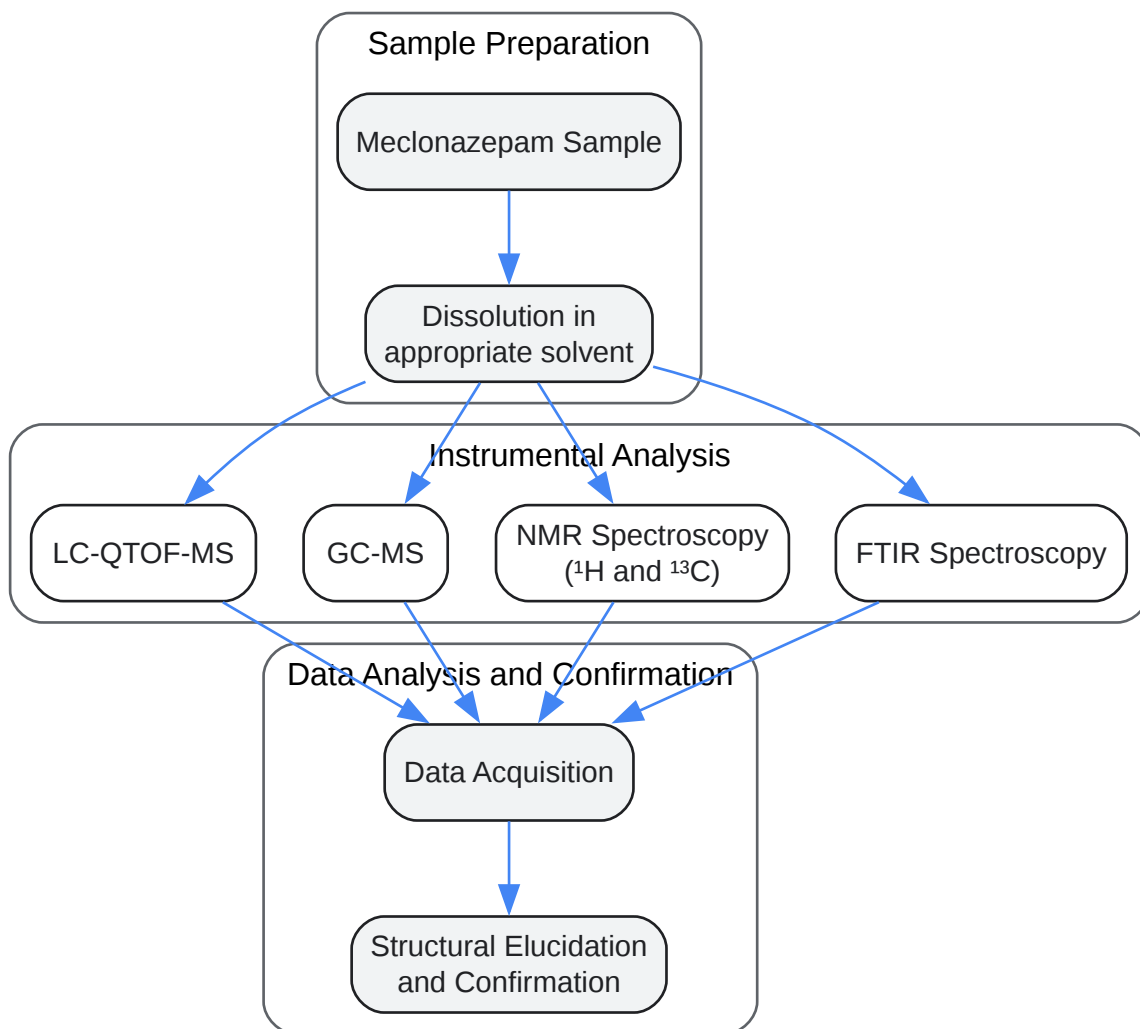 Sample Preparation
Meclonazepam Sample
Dissolution in
appropriate solvent
Instrumental Analysis
LC-QTOF-MS
GC-MS
NMR Spectroscopy
(¹H and ¹³C)
FTIR Spectroscopy
Data Analysis and Confirmation
Data Acquisition
Structural Elucidation
and Confirmation